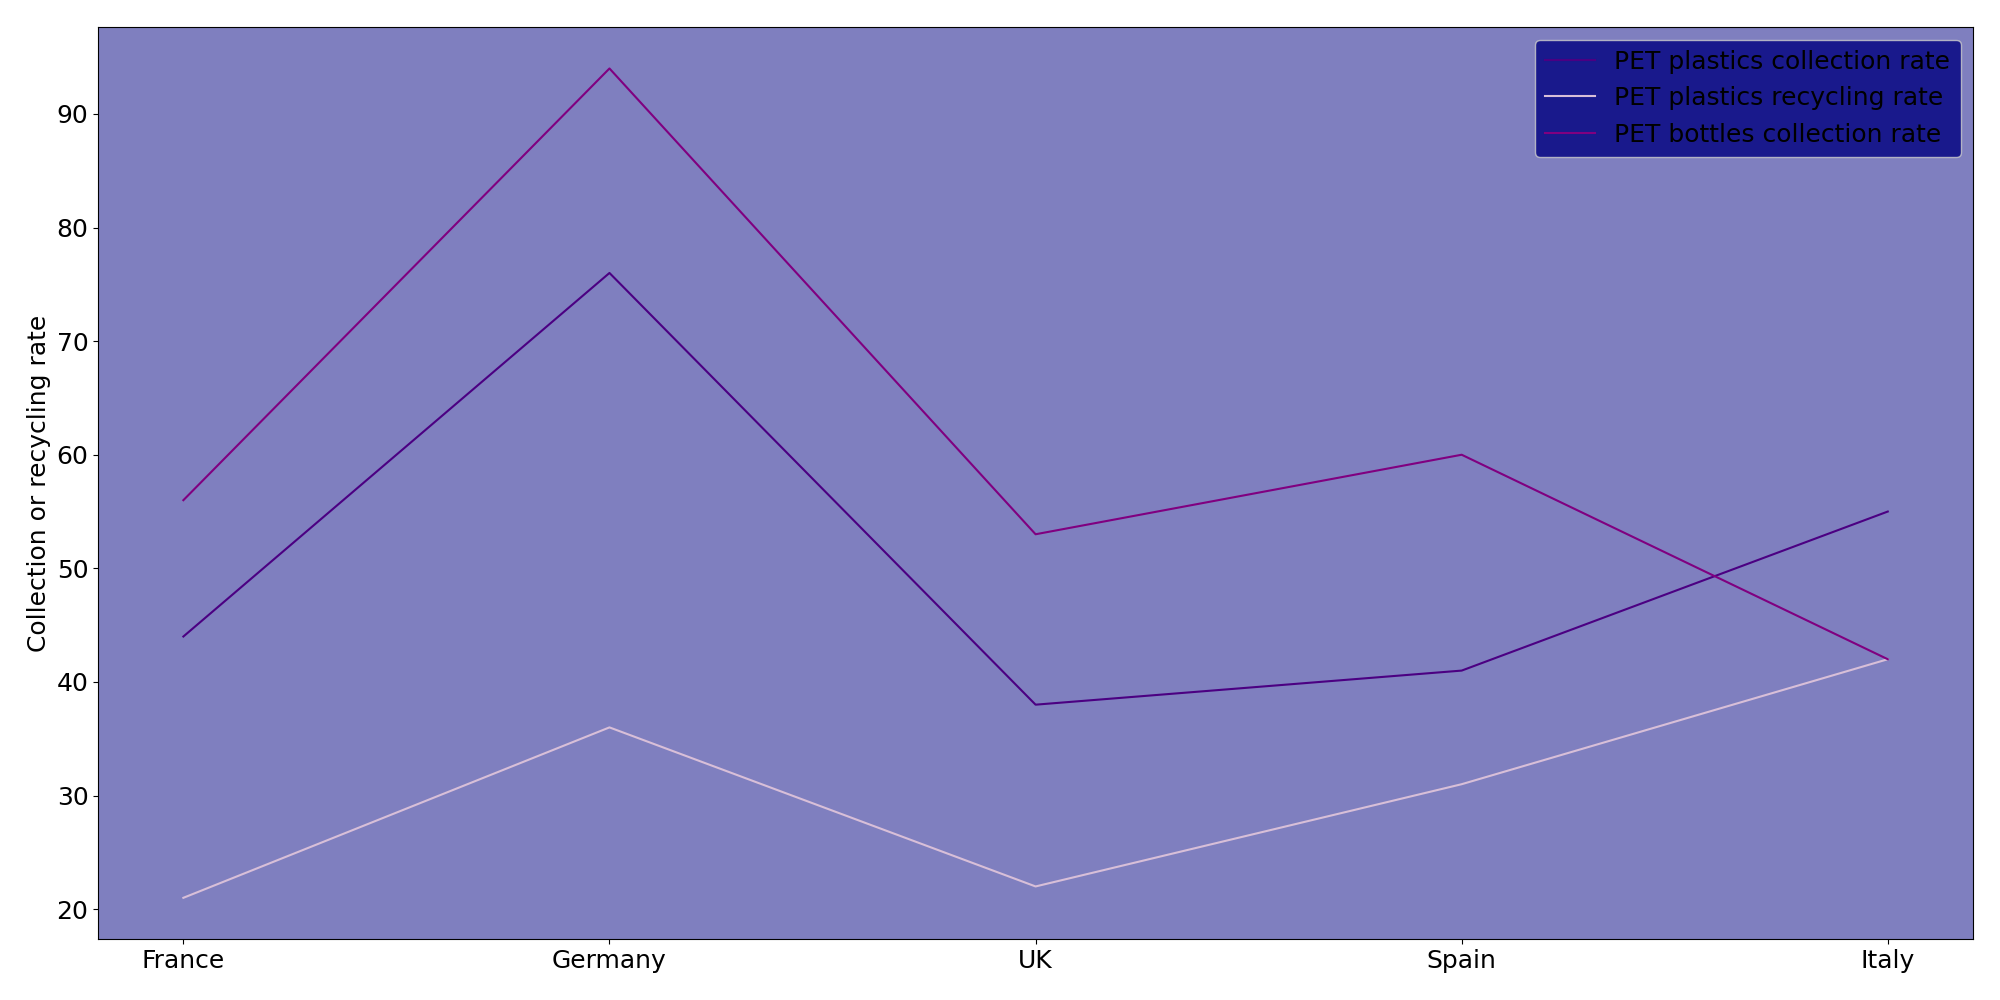 PET plastics collection rate
PET plastics recycling rate
PET bottles collection rate
Collection or recycling rate
90
80
70
60
50
40
30
20
France
Germany
UK
Spain
Italy